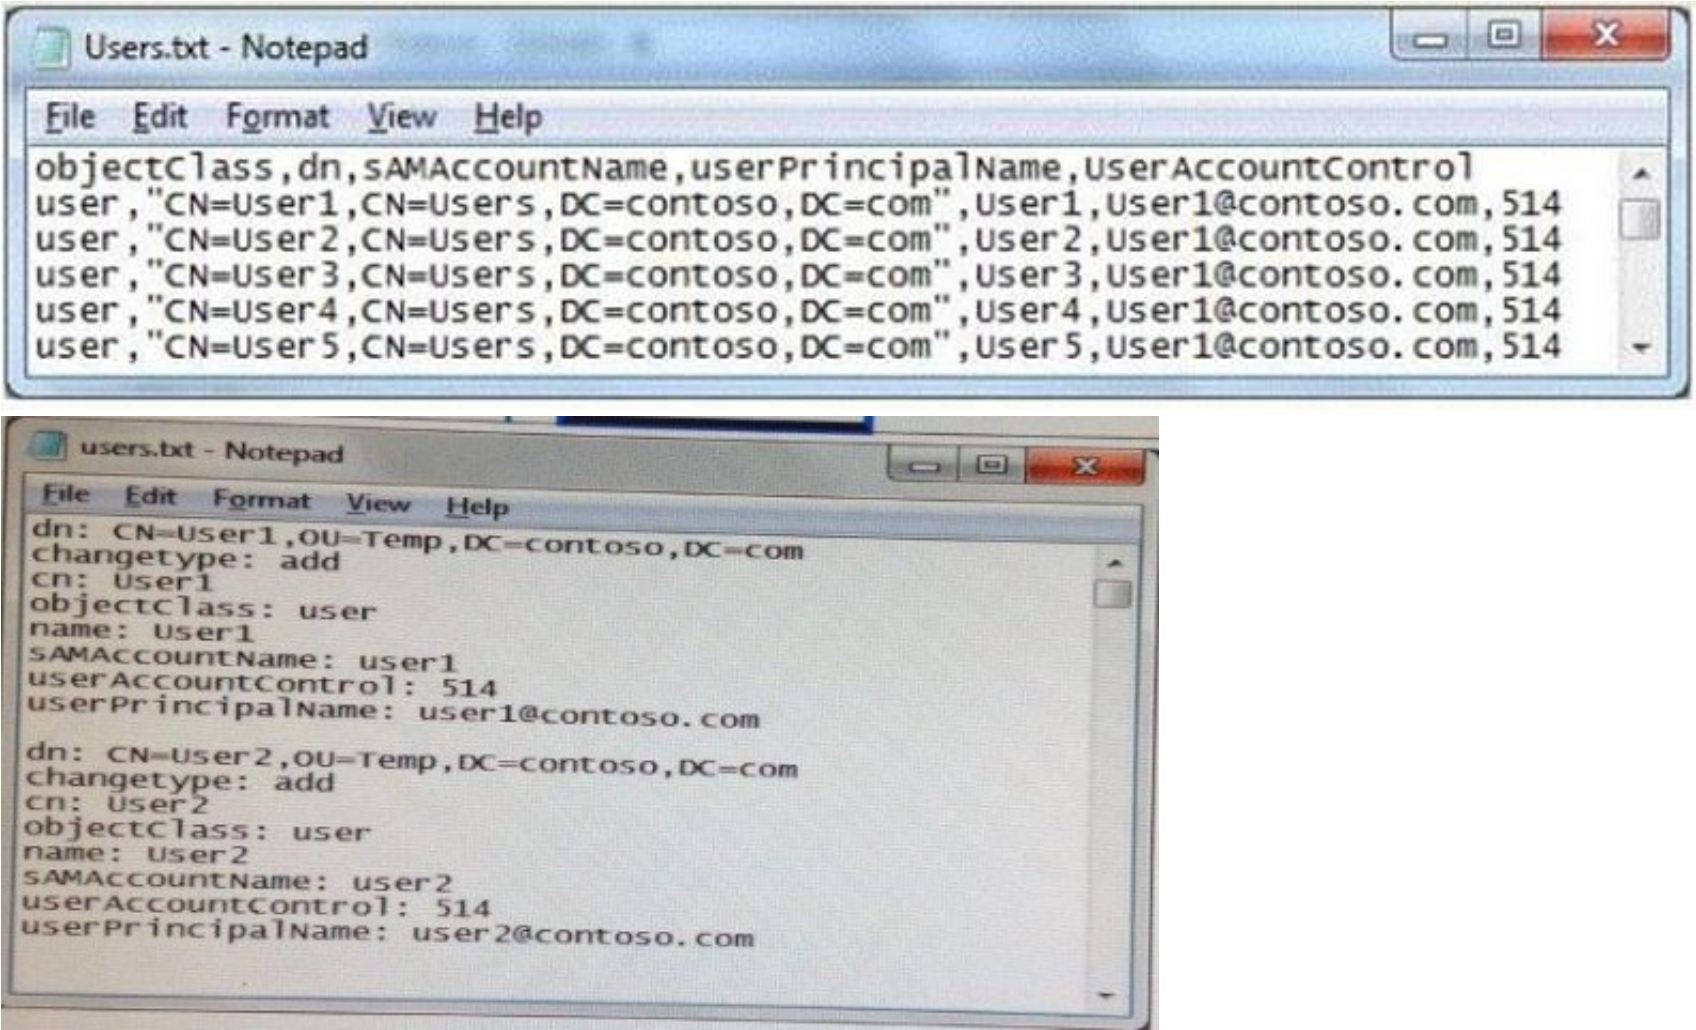 Users.txt - Notepad
File Edit Format View Help
objectClass,dn,sAMAccountName,userPrincipalName,UserAccountControl
user,"CN=User1,CN=Users,DC=contoso,DC=com",User1,User1@contoso.com,514
user,"CN=User2,CN=Users,DC=contoso,DC=com",User2,User1@contoso.com,514
user,"CN=User3,CN=Users,DC=contoso,DC=com",User3,User1@contoso.com,514
user,"CN=User4,CN=Users,DC=contoso,DC=com",User4,User1@contoso.com,514
user,"CN=User5,CN=Users,DC=contoso,DC=com",User5,User1@contoso.com,514
users.txt - Notepad
File Edit Format View Help
dn: CN=User1,OU=Temp,DC=contoso,DC=com
changetype: add
cn: User1
objectClass: user
name: User1
sAMAccountName: user1
userAccountControl: 514
userPrincipalName: user1@contoso.com
dn: CN=User2,OU=Temp,DC=contoso,DC=com
changetype: add
cn: User2
objectClass: user
name: User2
sAMAccountName: user2
userAccountControl: 514
userPrincipalName: user2@contoso.com